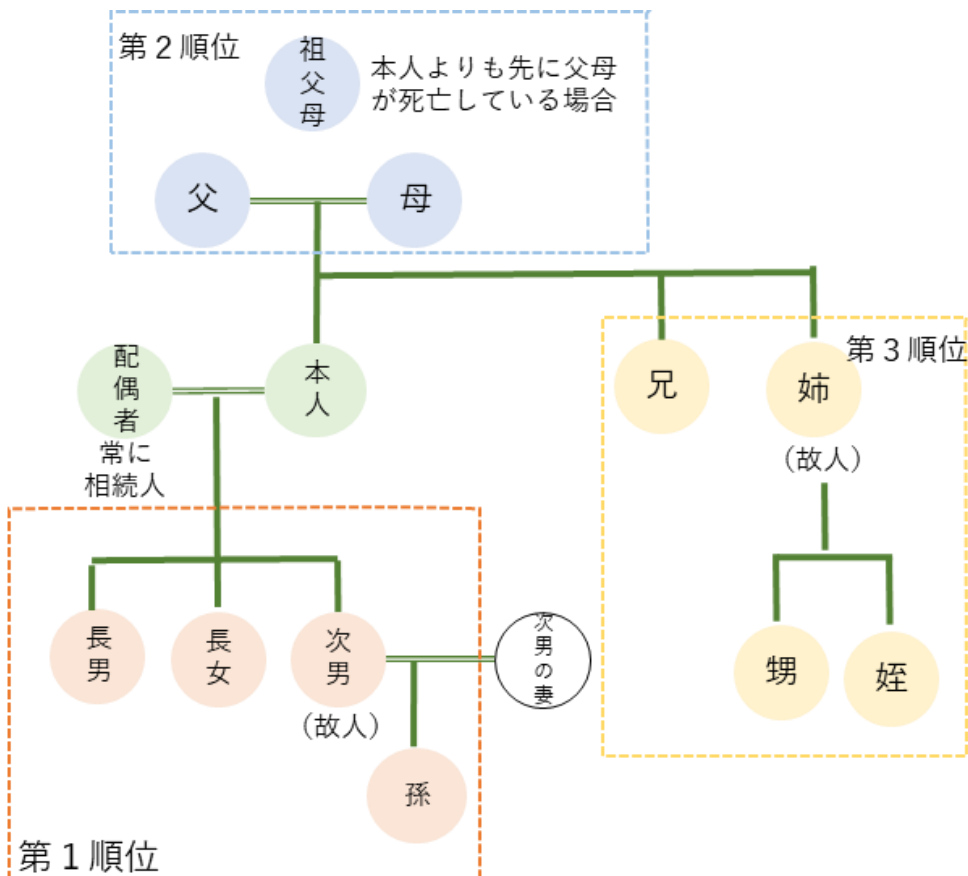 第２順位
祖父母
本人よりも先に父母
が死亡している場合
父
母
配偶者
常に
相続人
本人
兄
姉
第３順位
（故人）
長男
長女
次男
（故人）
次男の妻
甥
姪
孫
第１順位